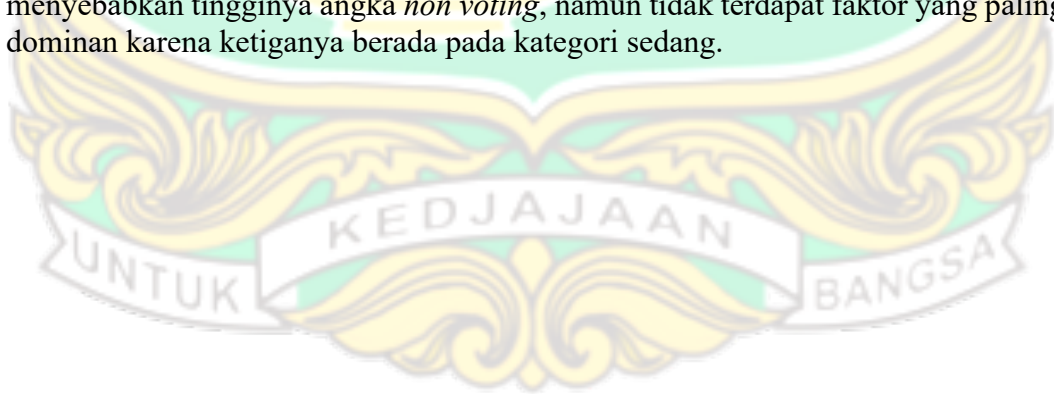 menyebabkan tingginya angka non voting, namun tidak terdapat faktor yang paling
dominan karena ketiganya berada pada kategori sedang.
UNTUK KEDJAJAAN BANGSA